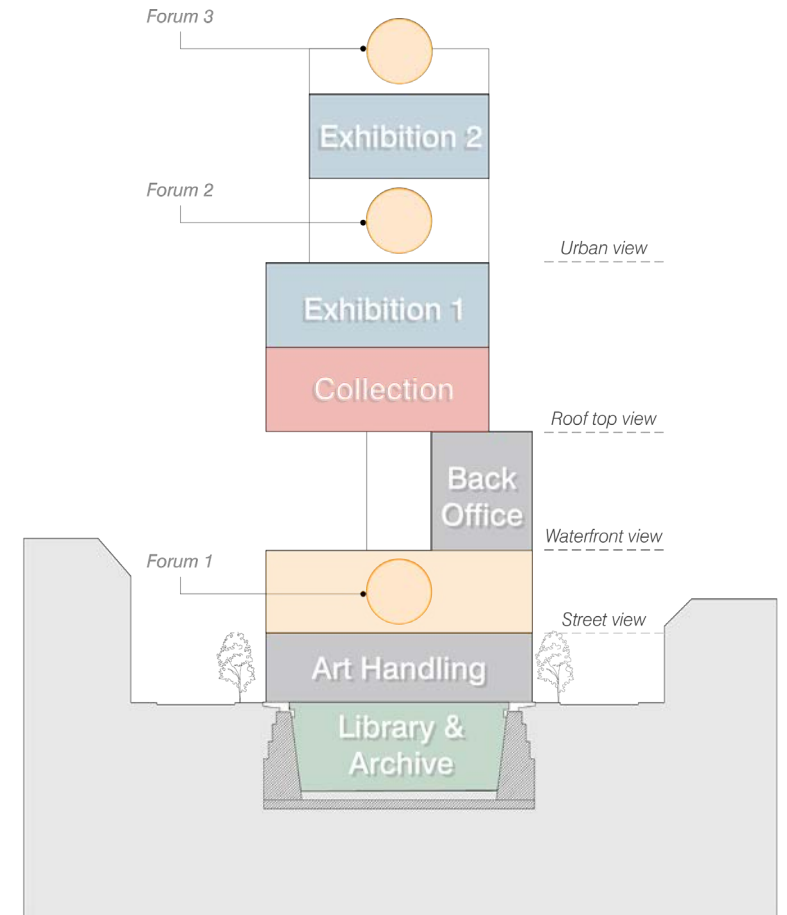 Forum 3
Exhibition 2
Forum 2
Urban view
Exhibition 1
Collection
Roof top view
Back
Office
Waterfront view
Forum 1
Street view
Art Handling
Library &
Archive